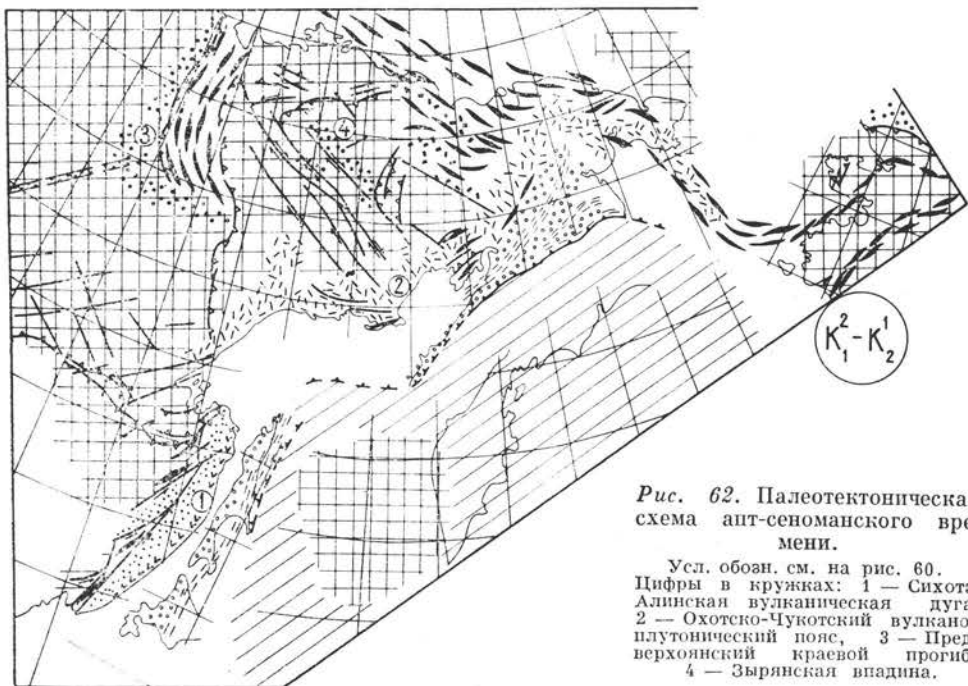 3
4
2
1
K₁²-K₂¹
Рис. 62. Палеотектоническа
схема апт-сеноманского вре
мени.
Усл. обозн. см. на рис. 60.
Цифры в кружках: 1 — Сихота
Алинская вулканическая дуга
2 — Охотско-Чукотский вулкано
плутонический пояс, 3 — Пред
верхоянский краевой прогиб
4 — Зырянская впадина.